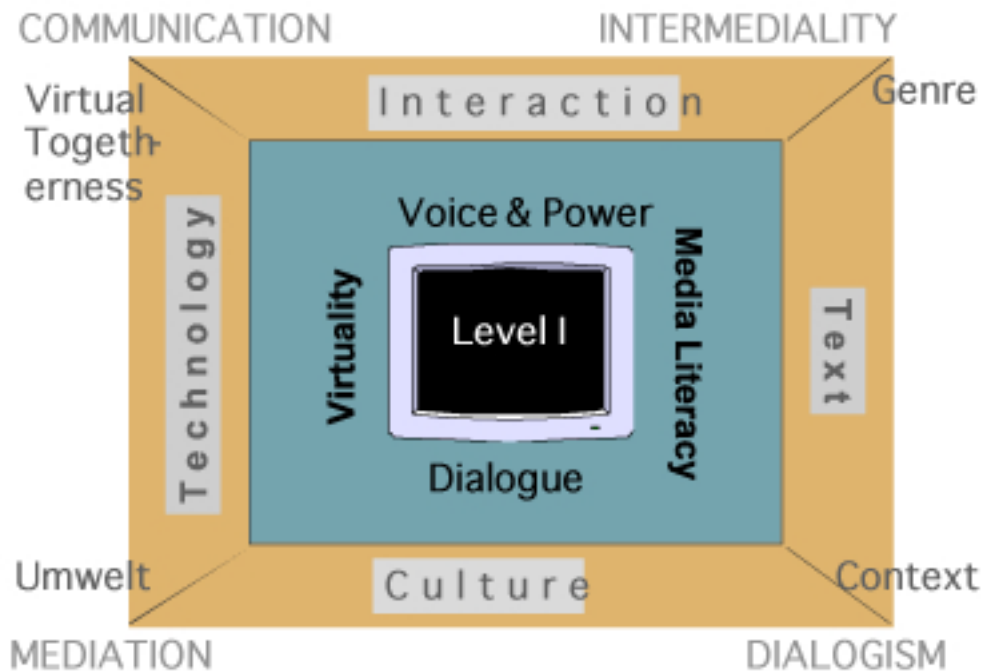 COMMUNICATION
INTERMEDIALITY
Virtual
Togeth-
erness
Interaction
Genre
Technology
Voice & Power
Virtuality
Level I
Media Literacy
Text
Dialogue
Umwelt
Culture
Context
MEDIATION
DIALOGISM